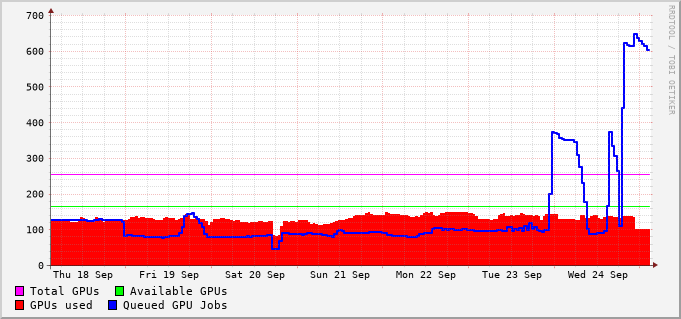 700
600
500
400
300
200
100
0
Thu 18 Sep Fri 19 Sep Sat 20 Sep Sun 21 Sep Mon 22 Sep Tue 23 Sep Wed 24 Sep
Total GPUs Available GPUs
GPUs used Queued GPU Jobs
RRDTOOL / TOBI OETIKER